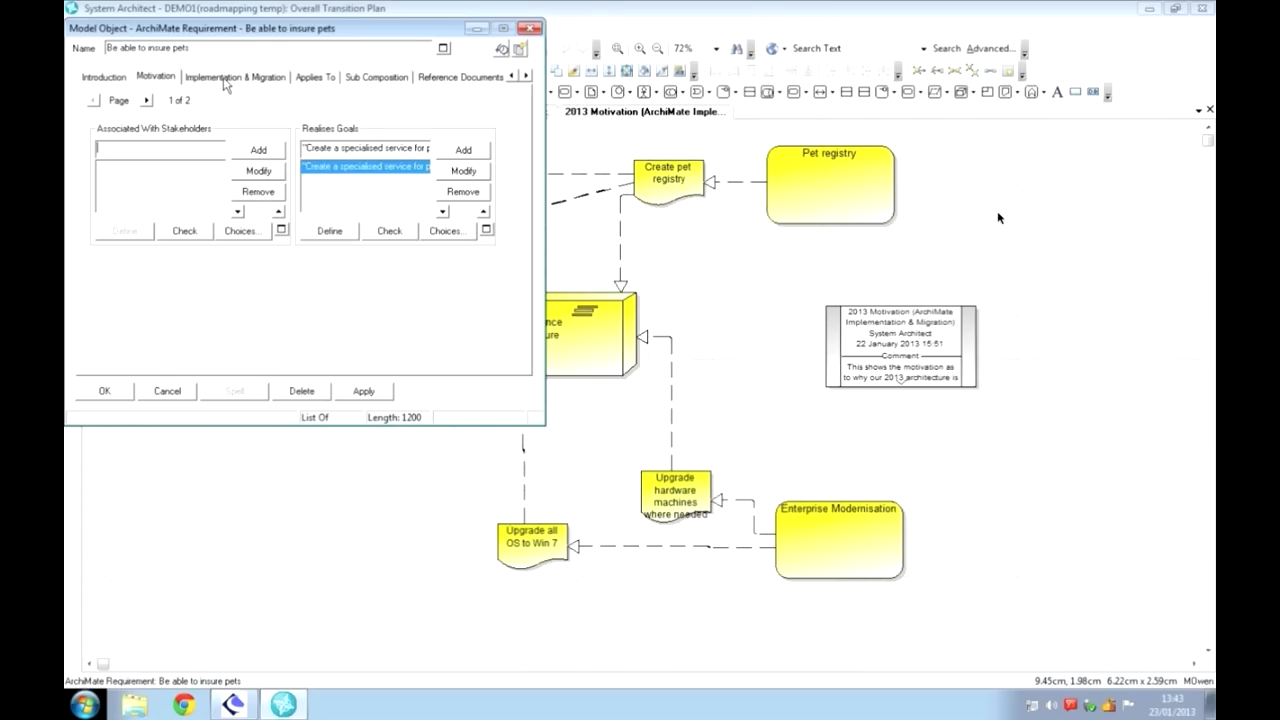 System Architect - DEMO1(roadmapping temp): Overall Transition Plan
Model Object - ArchiMate Requirement - Be able to insure pets
Name Be able to insure pets
72% Search Text Search Advanced...
Introduction Motivation Implementation & Migration Applies To Sub Composition Reference Documents
Page 1 of 2
2013 Motivation (ArchiMate Imple...
Associated With Stakeholders Realises Goals
Add "Create a specialised service for p Add
Modify "Create a specialised service for p Modify
Remove Remove
Define Check Choices... Define Check Choices...
OK Cancel Spell Delete Apply
List Of Length: 1200
Create pet
registry
Pet registry
nce
ure
2013 Motivation (ArchiMate
Implementation & Migration)
System Architect
22 January 2013 15:51
Comment
This shows the motivation as
to why our 2013 architecture is
Upgrade
hardware
machines
where needed
Upgrade all
OS to Win 7
Enterprise Modernisation
ArchiMate Requirement: Be able to insure pets 9.45cm, 1.98cm 6.22cm x 2.59cm MOwen
13:43
23/01/2013